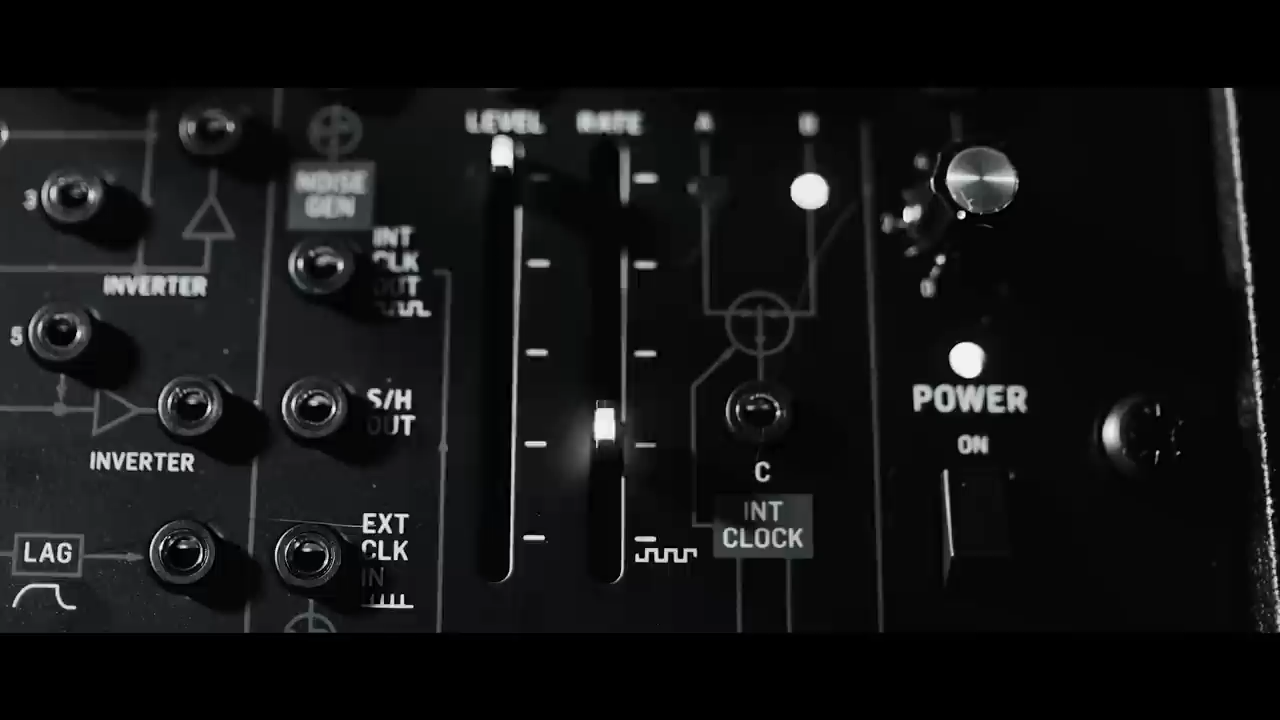 LEVEL
RATE
A
B
3
NOISE
GEN
INT
CLK
OUT
INVERTER
0
5
S/H
OUT
POWER
ON
INVERTER
C
INT
CLOCK
EXT
CLK
IN
LAG